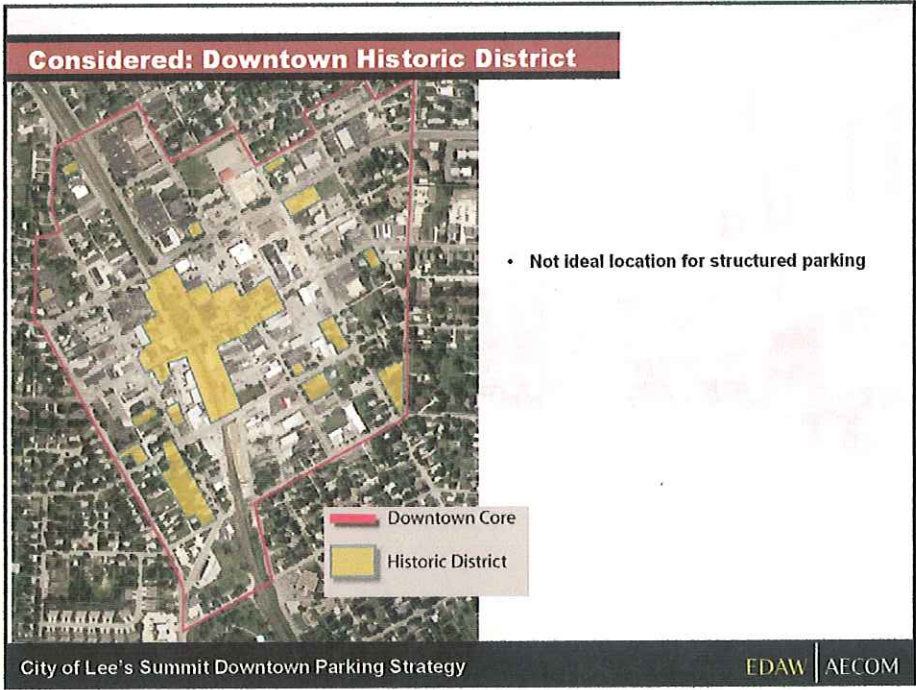 Considered: Downtown Historic District
• Not ideal location for structured parking
Downtown Core
Historic District
City of Lee's Summit Downtown Parking Strategy
EDAW | AECOM